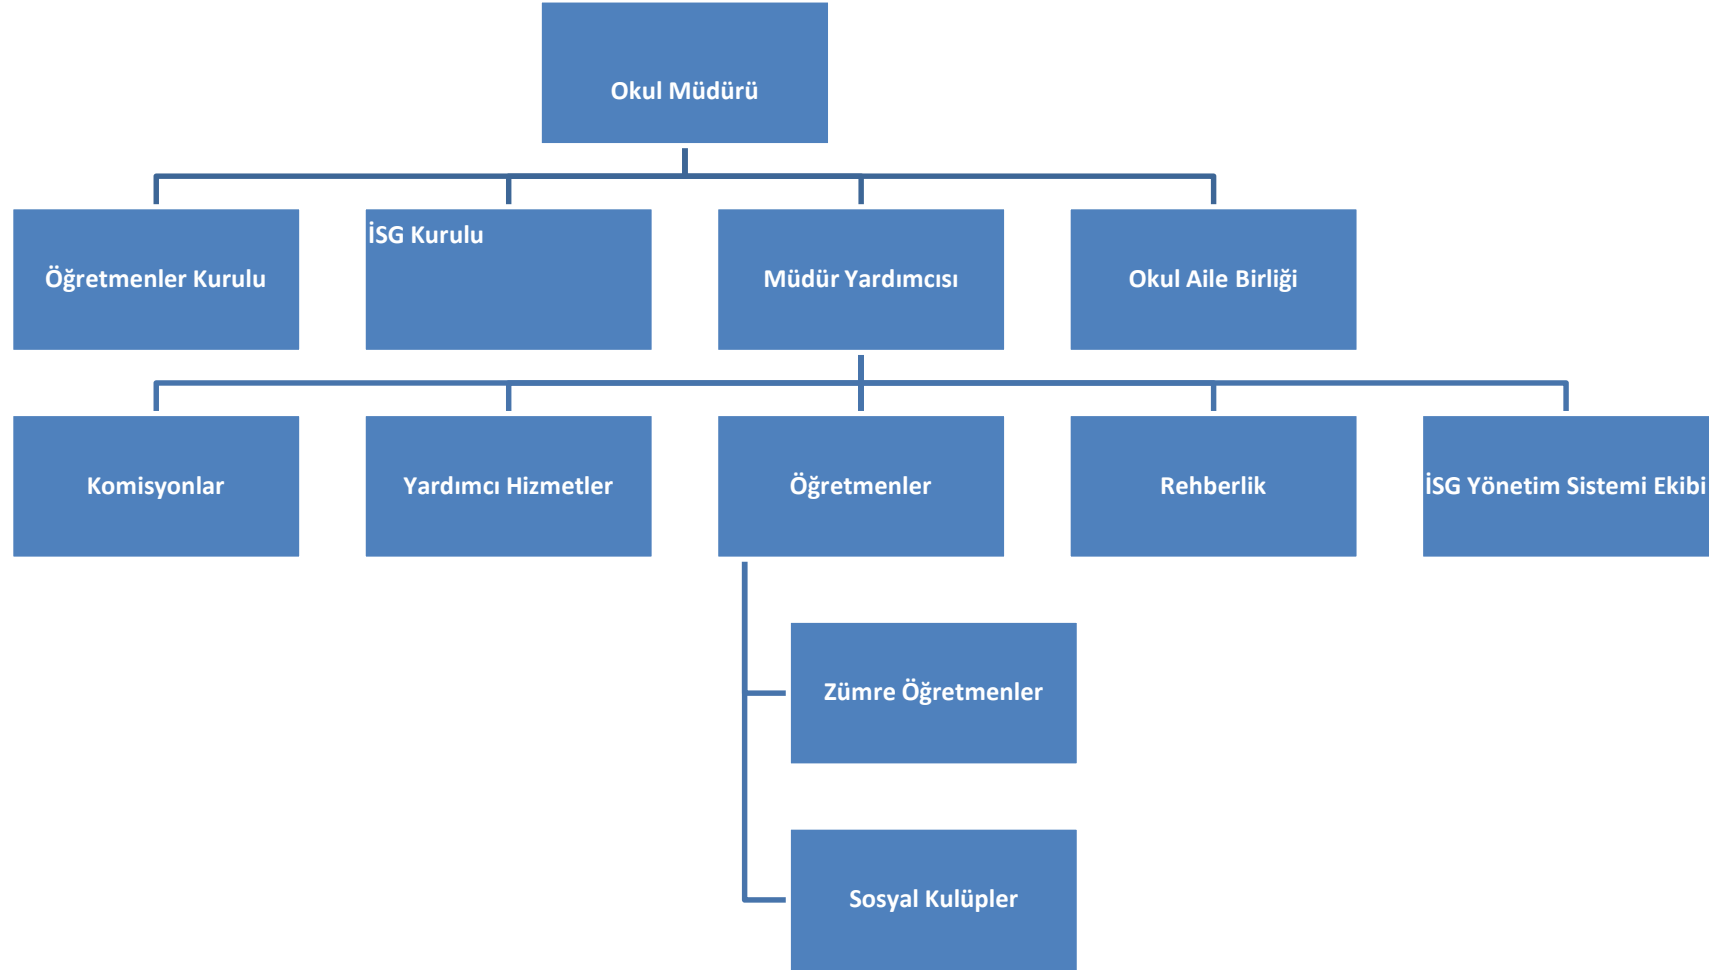 Okul Müdürü
Öğretmenler Kurulu
İSG Kurulu
Müdür Yardımcısı
Okul Aile Birliği
Komisyonlar
Yardımcı Hizmetler
Öğretmenler
Rehberlik
İSG Yönetim Sistemi Ekibi
Zümre Öğretmenler
Sosyal Kulüpler